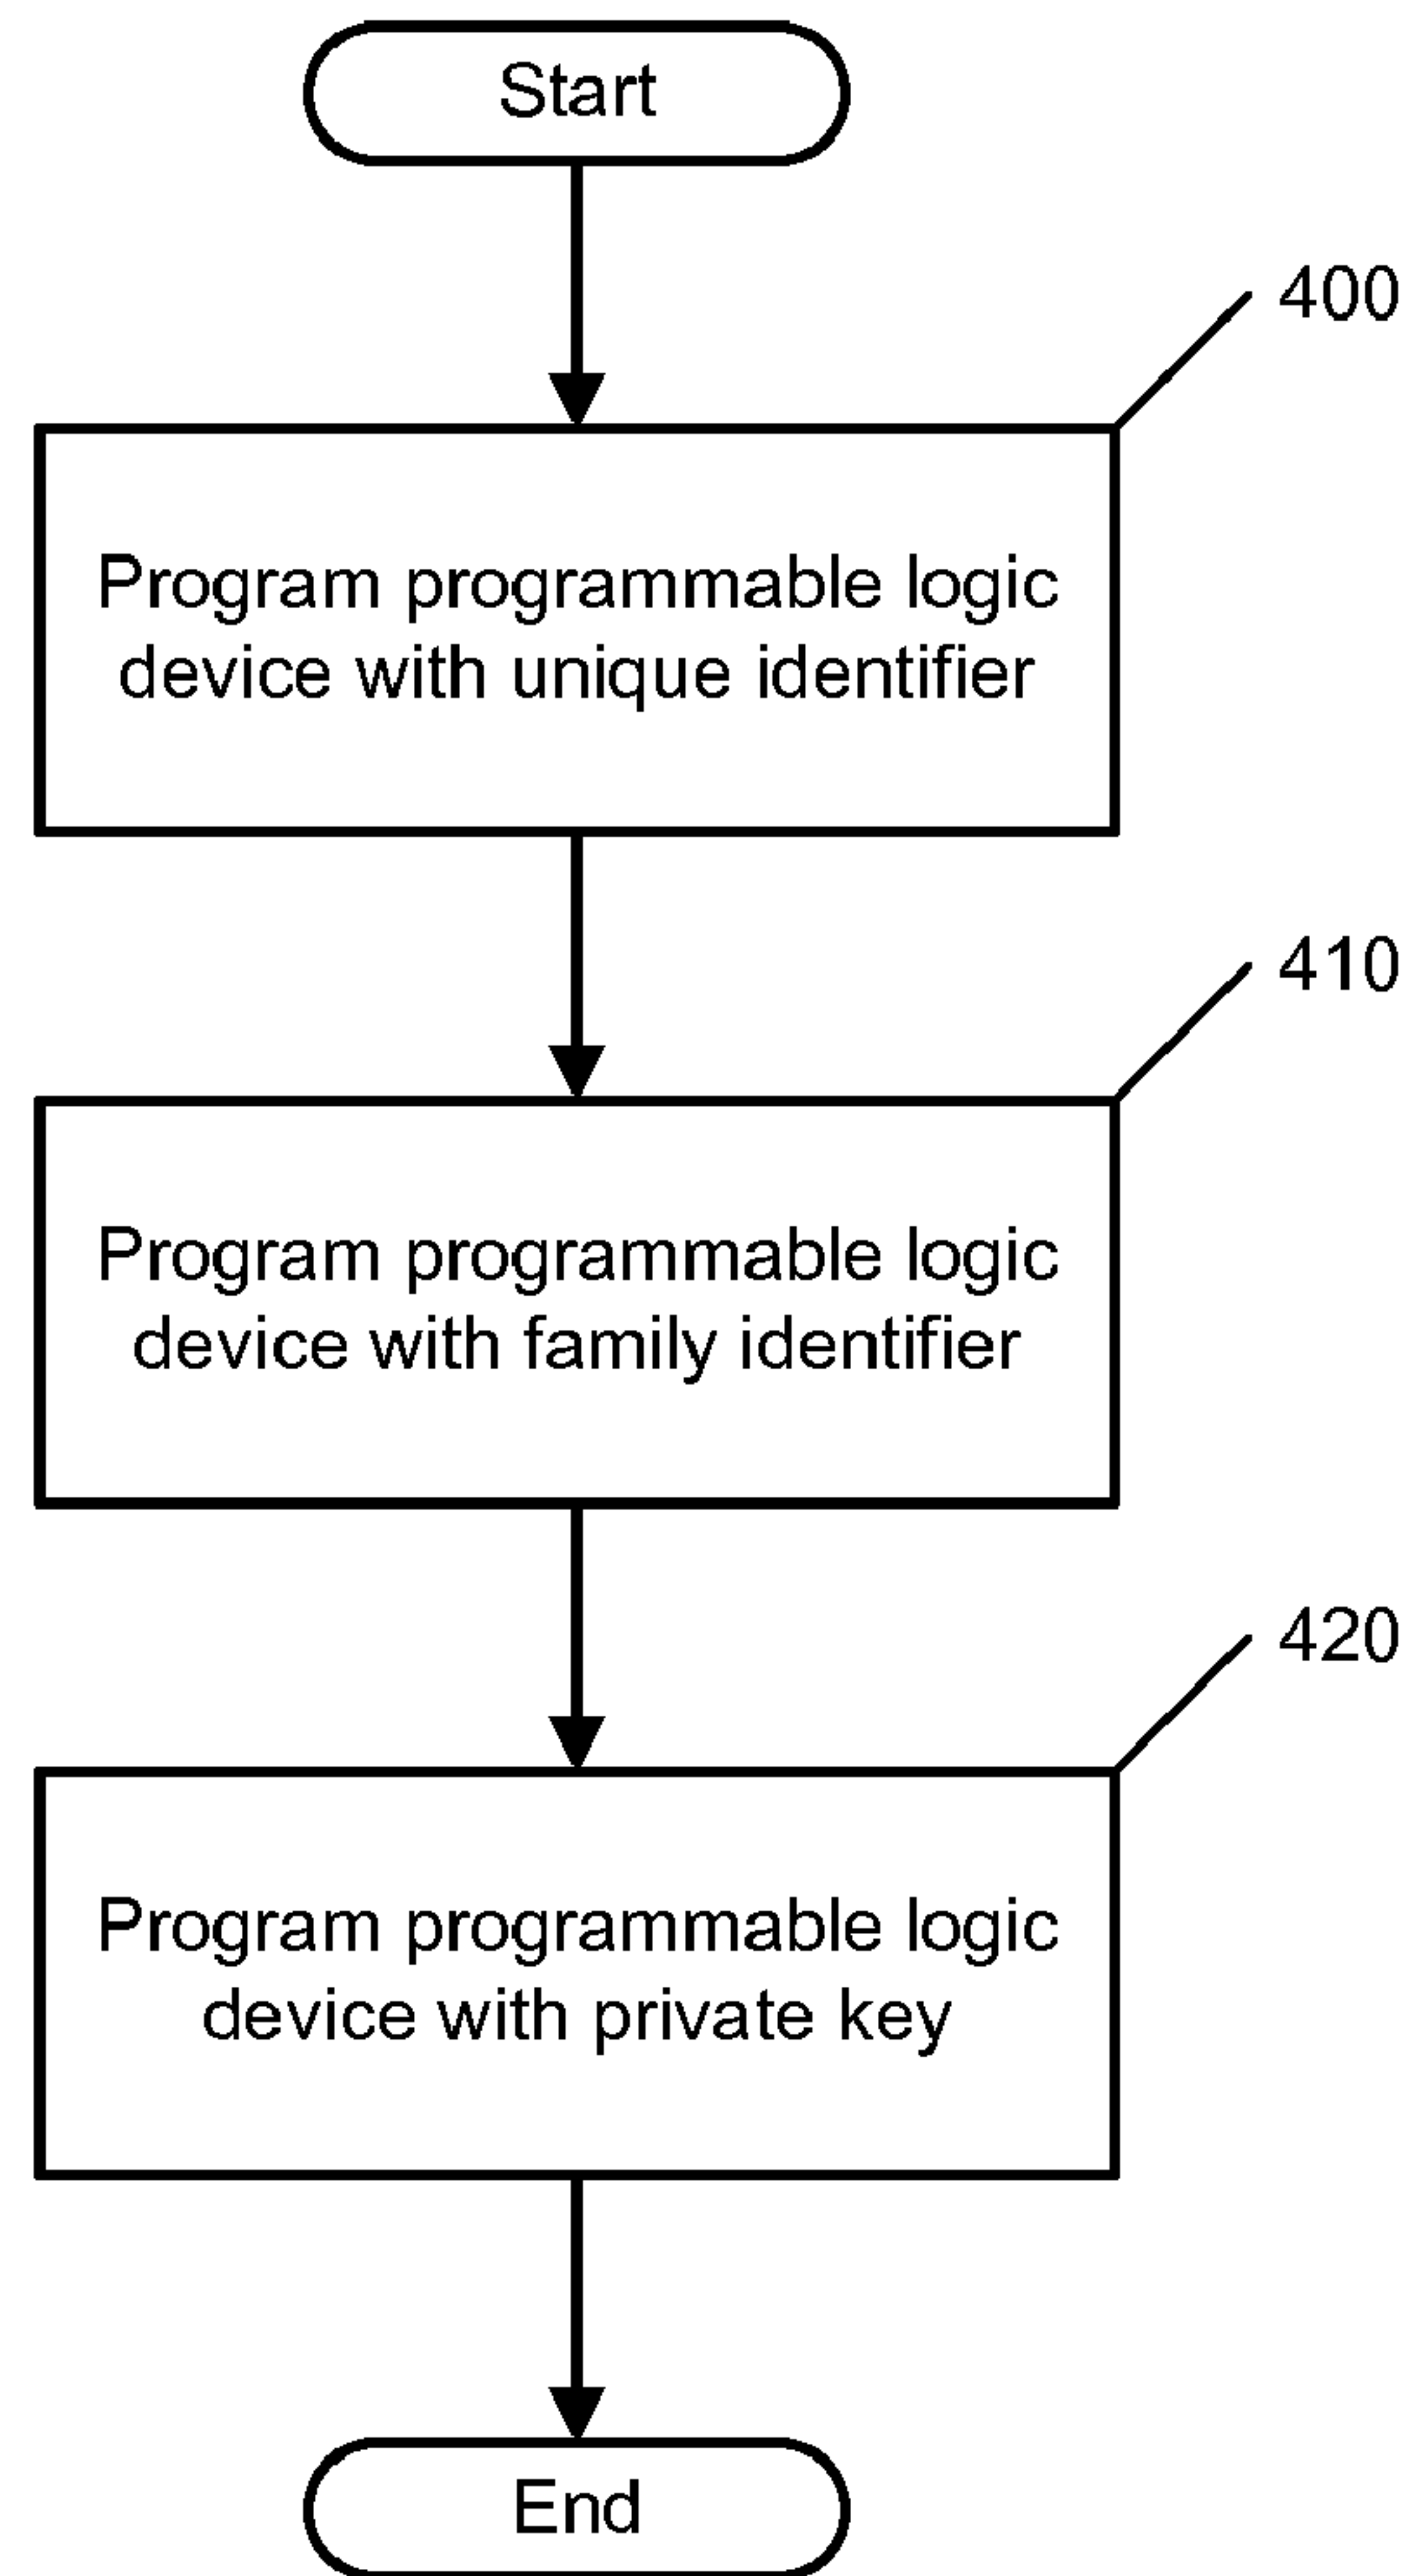 Start
400
Program programmable logic
device with unique identifier
410
Program programmable logic
device with family identifier
420
Program programmable logic
device with private key
End